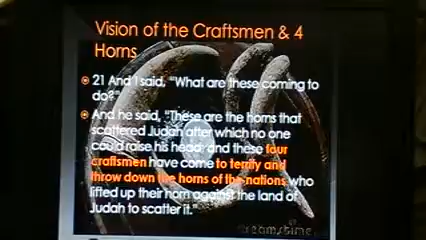 Vision of the Craftsmen & 4
Horns
21 And I said, "What are these coming to
do?"
And he said, "These are the horns that
scattered Judah after which no one
could raise his head; and these four
craftsmen have come to terrify and
throw down the horns of the nations who
lifted up their horn against the land of
Judah to scatter it."
dreamstime